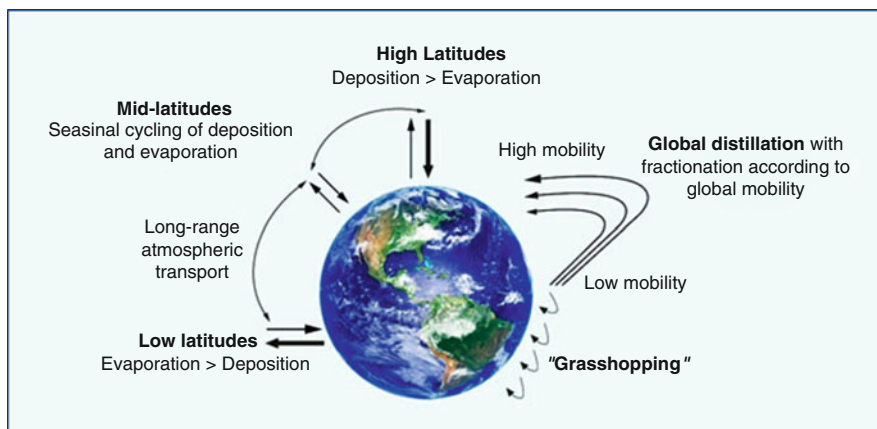 High Latitudes
Deposition > Evaporation
Mid-latitudes
Seasinal cycling of deposition
and evaporation
High mobility
Global distillation with
fractionation according to
global mobility
Long-range
atmospheric
transport
Low mobility
Low latitudes
Evaporation > Deposition
"Grasshopping"